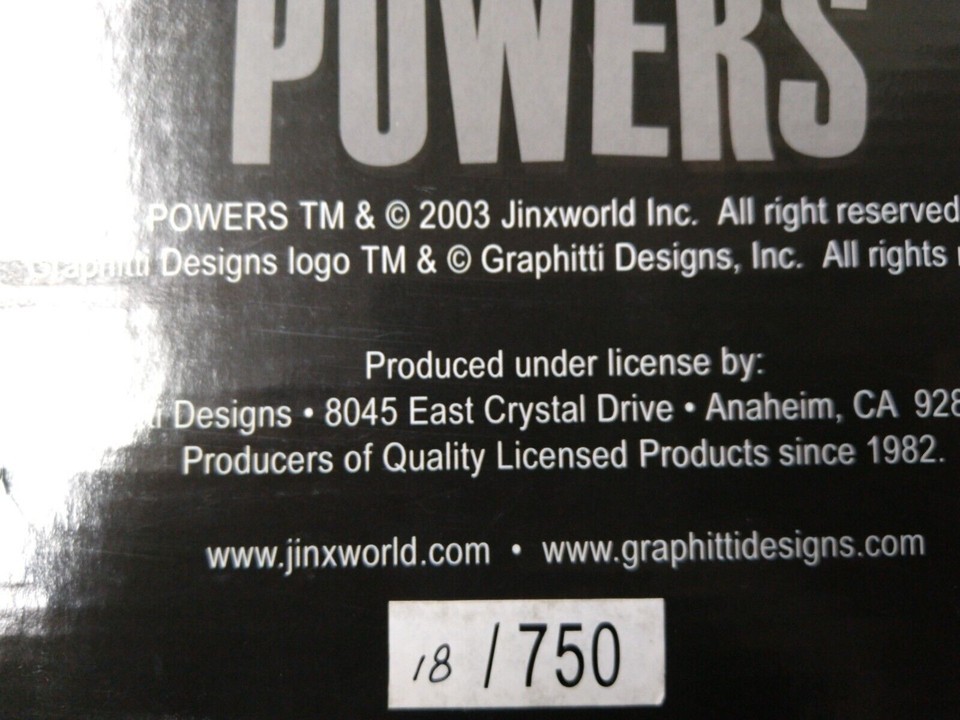 POWERS
POWERS TM & © 2003 Jinxworld Inc. All right reserved
Graphitti Designs logo TM & © Graphitti Designs, Inc. All rights
Produced under license by:
Designs • 8045 East Crystal Drive • Anaheim, CA 928
Producers of Quality Licensed Products since 1982.
www.jinxworld.com • www.graphittidesigns.com
18 / 750